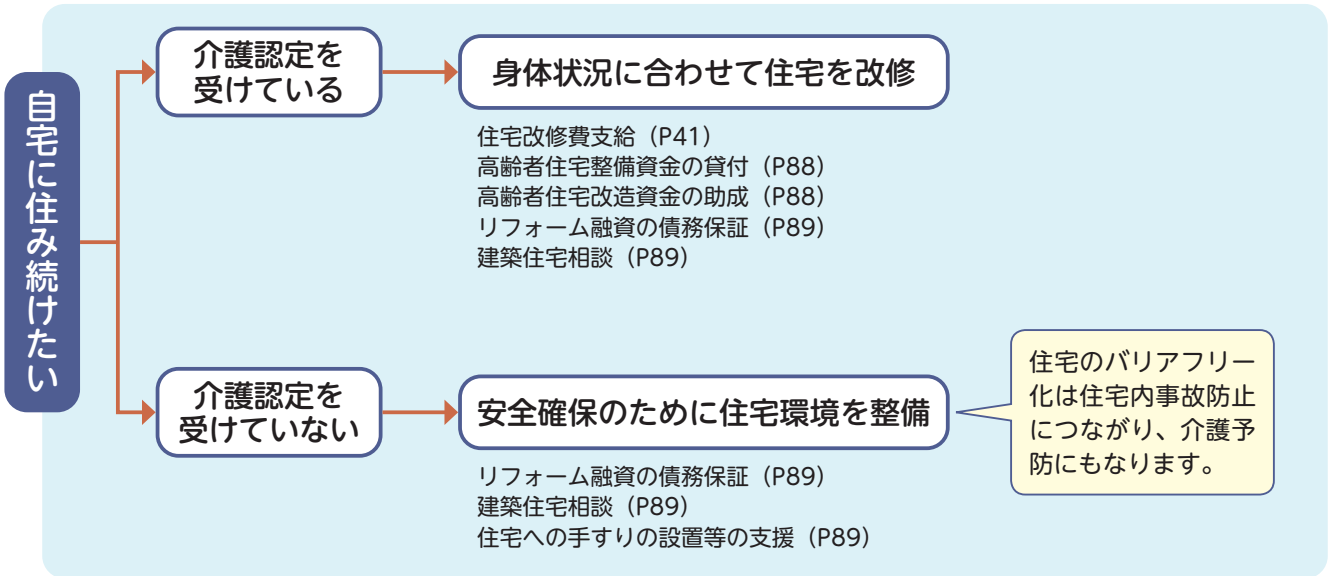 自宅に住み続けたい
介護認定を
受けている
身体状況に合わせて住宅を改修
住宅改修費支給（P41）
高齢者住宅整備資金の貸付（P88）
高齢者住宅改造資金の助成（P88）
リフォーム融資の債務保証（P89）
建築住宅相談（P89）
介護認定を
受けていない
安全確保のために住宅環境を整備
リフォーム融資の債務保証（P89）
建築住宅相談（P89）
住宅への手すりの設置等の支援（P89）
住宅のバリアフリー
化は住宅内事故防止
につながり、介護予
防にもなります。